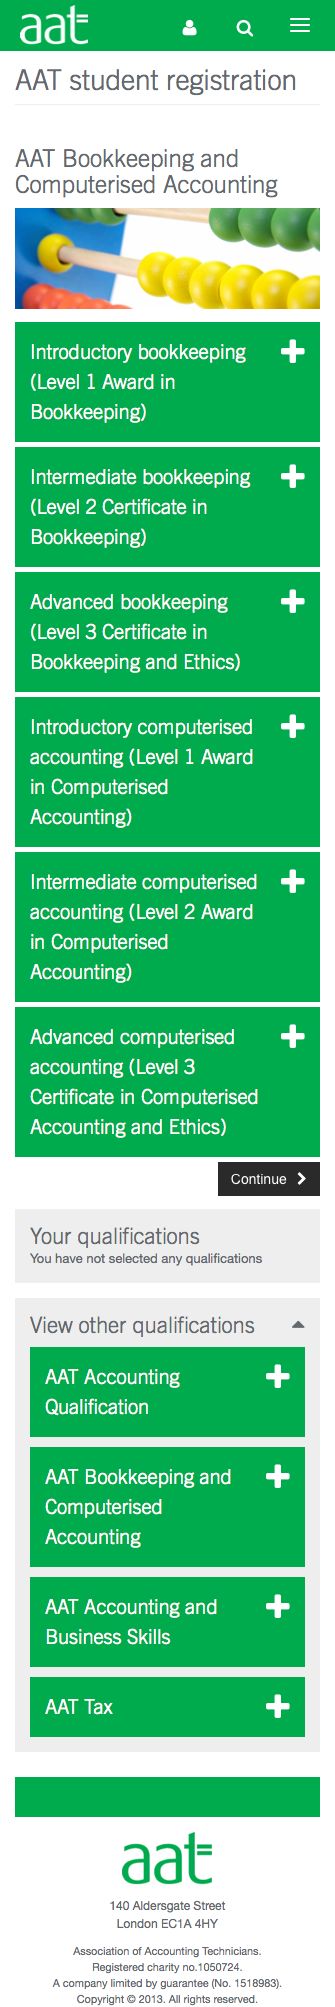 aat
AAT student registration
AAT Bookkeeping and
Computerised Accounting
Introductory bookkeeping
(Level 1 Award in
Bookkeeping)
Intermediate bookkeeping
(Level 2 Certificate in
Bookkeeping)
Advanced bookkeeping
(Level 3 Certificate in
Bookkeeping and Ethics)
Introductory computerised
accounting (Level 1 Award
in Computerised
Accounting)
Intermediate computerised
accounting (Level 2 Award
in Computerised
Accounting)
Advanced computerised
accounting (Level 3
Certificate in Computerised
Accounting and Ethics)
Continue
Your qualifications
You have not selected any qualifications
View other qualifications
AAT Accounting
Qualification
AAT Bookkeeping and
Computerised
Accounting
AAT Accounting and
Business Skills
AAT Tax
aat
140 Aldersgate Street
London EC1A 4HY
Association of Accounting Technicians.
Registered charity no.1050724.
A company limited by guarantee (No. 1518983).
Copyright © 2013. All rights reserved.